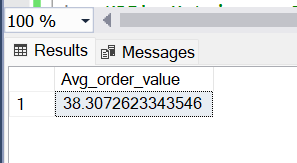 100 %
Results Messages
Avg_order_value
1 38.3072623343546